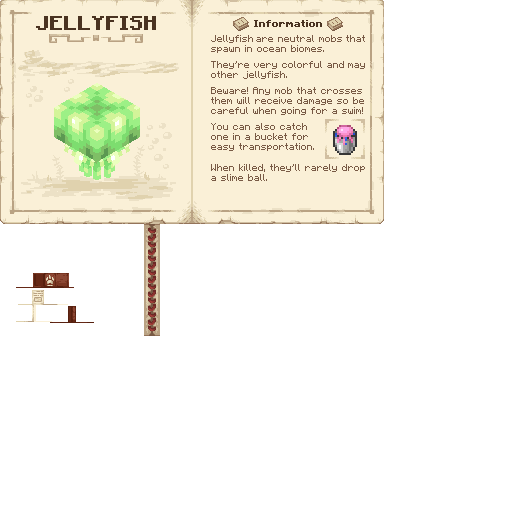 JELLYFISH
Information
Jellyfish are neutral mobs that
spawn in ocean biomes.
They're very colorful and may
other jellyfish.
Beware! Any mob that crosses
them will receive damage so be
careful when going for a swim!
You can also catch
one in a bucket for
easy transportation.
When killed, they'll rarely drop
a slime ball.